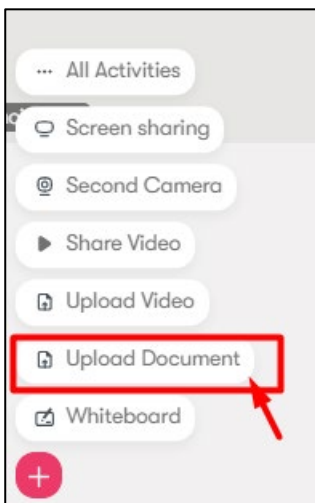 All Activities
Screen sharing
Second Camera
Share Video
Upload Video
Upload Document
Whiteboard